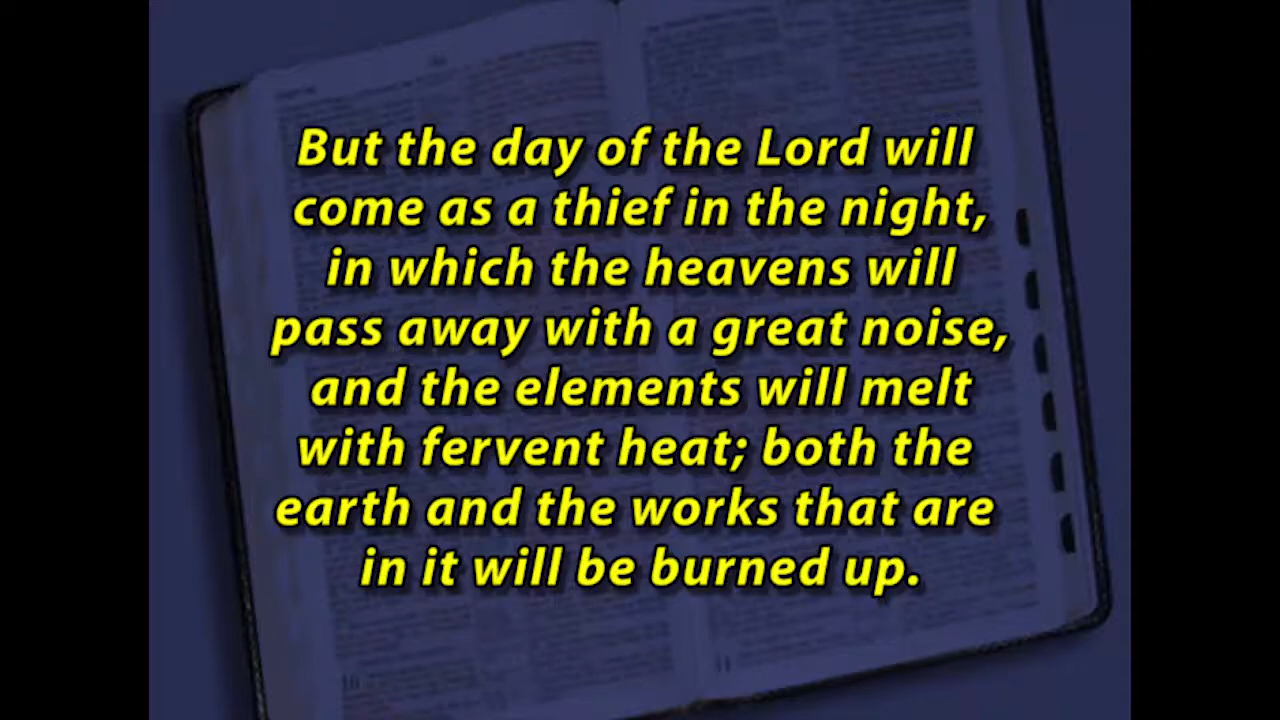 But the day of the Lord will
come as a thief in the night,
in which the heavens will
pass away with a great noise,
and the elements will melt
with fervent heat; both the
earth and the works that are
in it will be burned up.